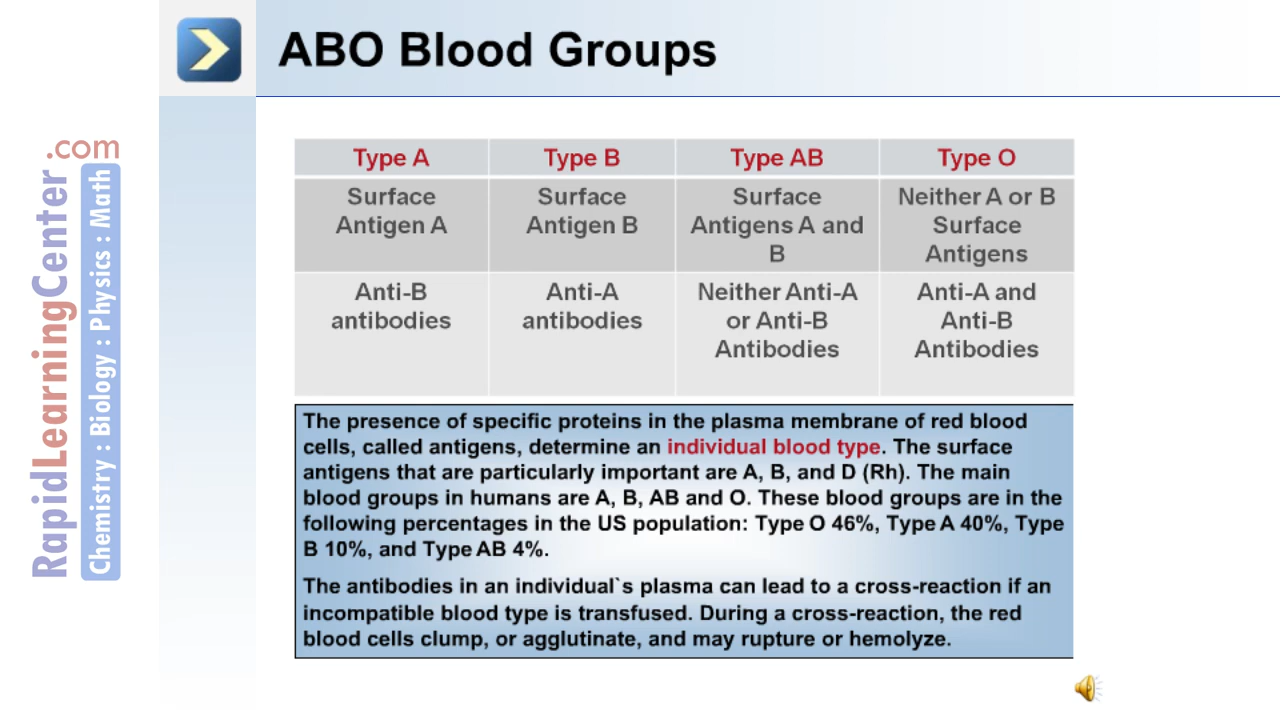 ABO Blood Groups
RapidLearningCenter.com
Chemistry : Biology : Physics : Math
Type A
Type B
Type AB
Type O
Surface
Antigen A
Surface
Antigen B
Surface
Antigens A and
B
Neither A or B
Surface
Antigens
Anti-B
antibodies
Anti-A
antibodies
Neither Anti-A
or Anti-B
Antibodies
Anti-A and
Anti-B
Antibodies
The presence of specific proteins in the plasma membrane of red blood
cells, called antigens, determine an individual blood type. The surface
antigens that are particularly important are A, B, and D (Rh). The main
blood groups in humans are A, B, AB and O. These blood groups are in the
following percentages in the US population: Type O 46%, Type A 40%, Type
B 10%, and Type AB 4%.
The antibodies in an individual`s plasma can lead to a cross-reaction if an
incompatible blood type is transfused. During a cross-reaction, the red
blood cells clump, or agglutinate, and may rupture or hemolyze.